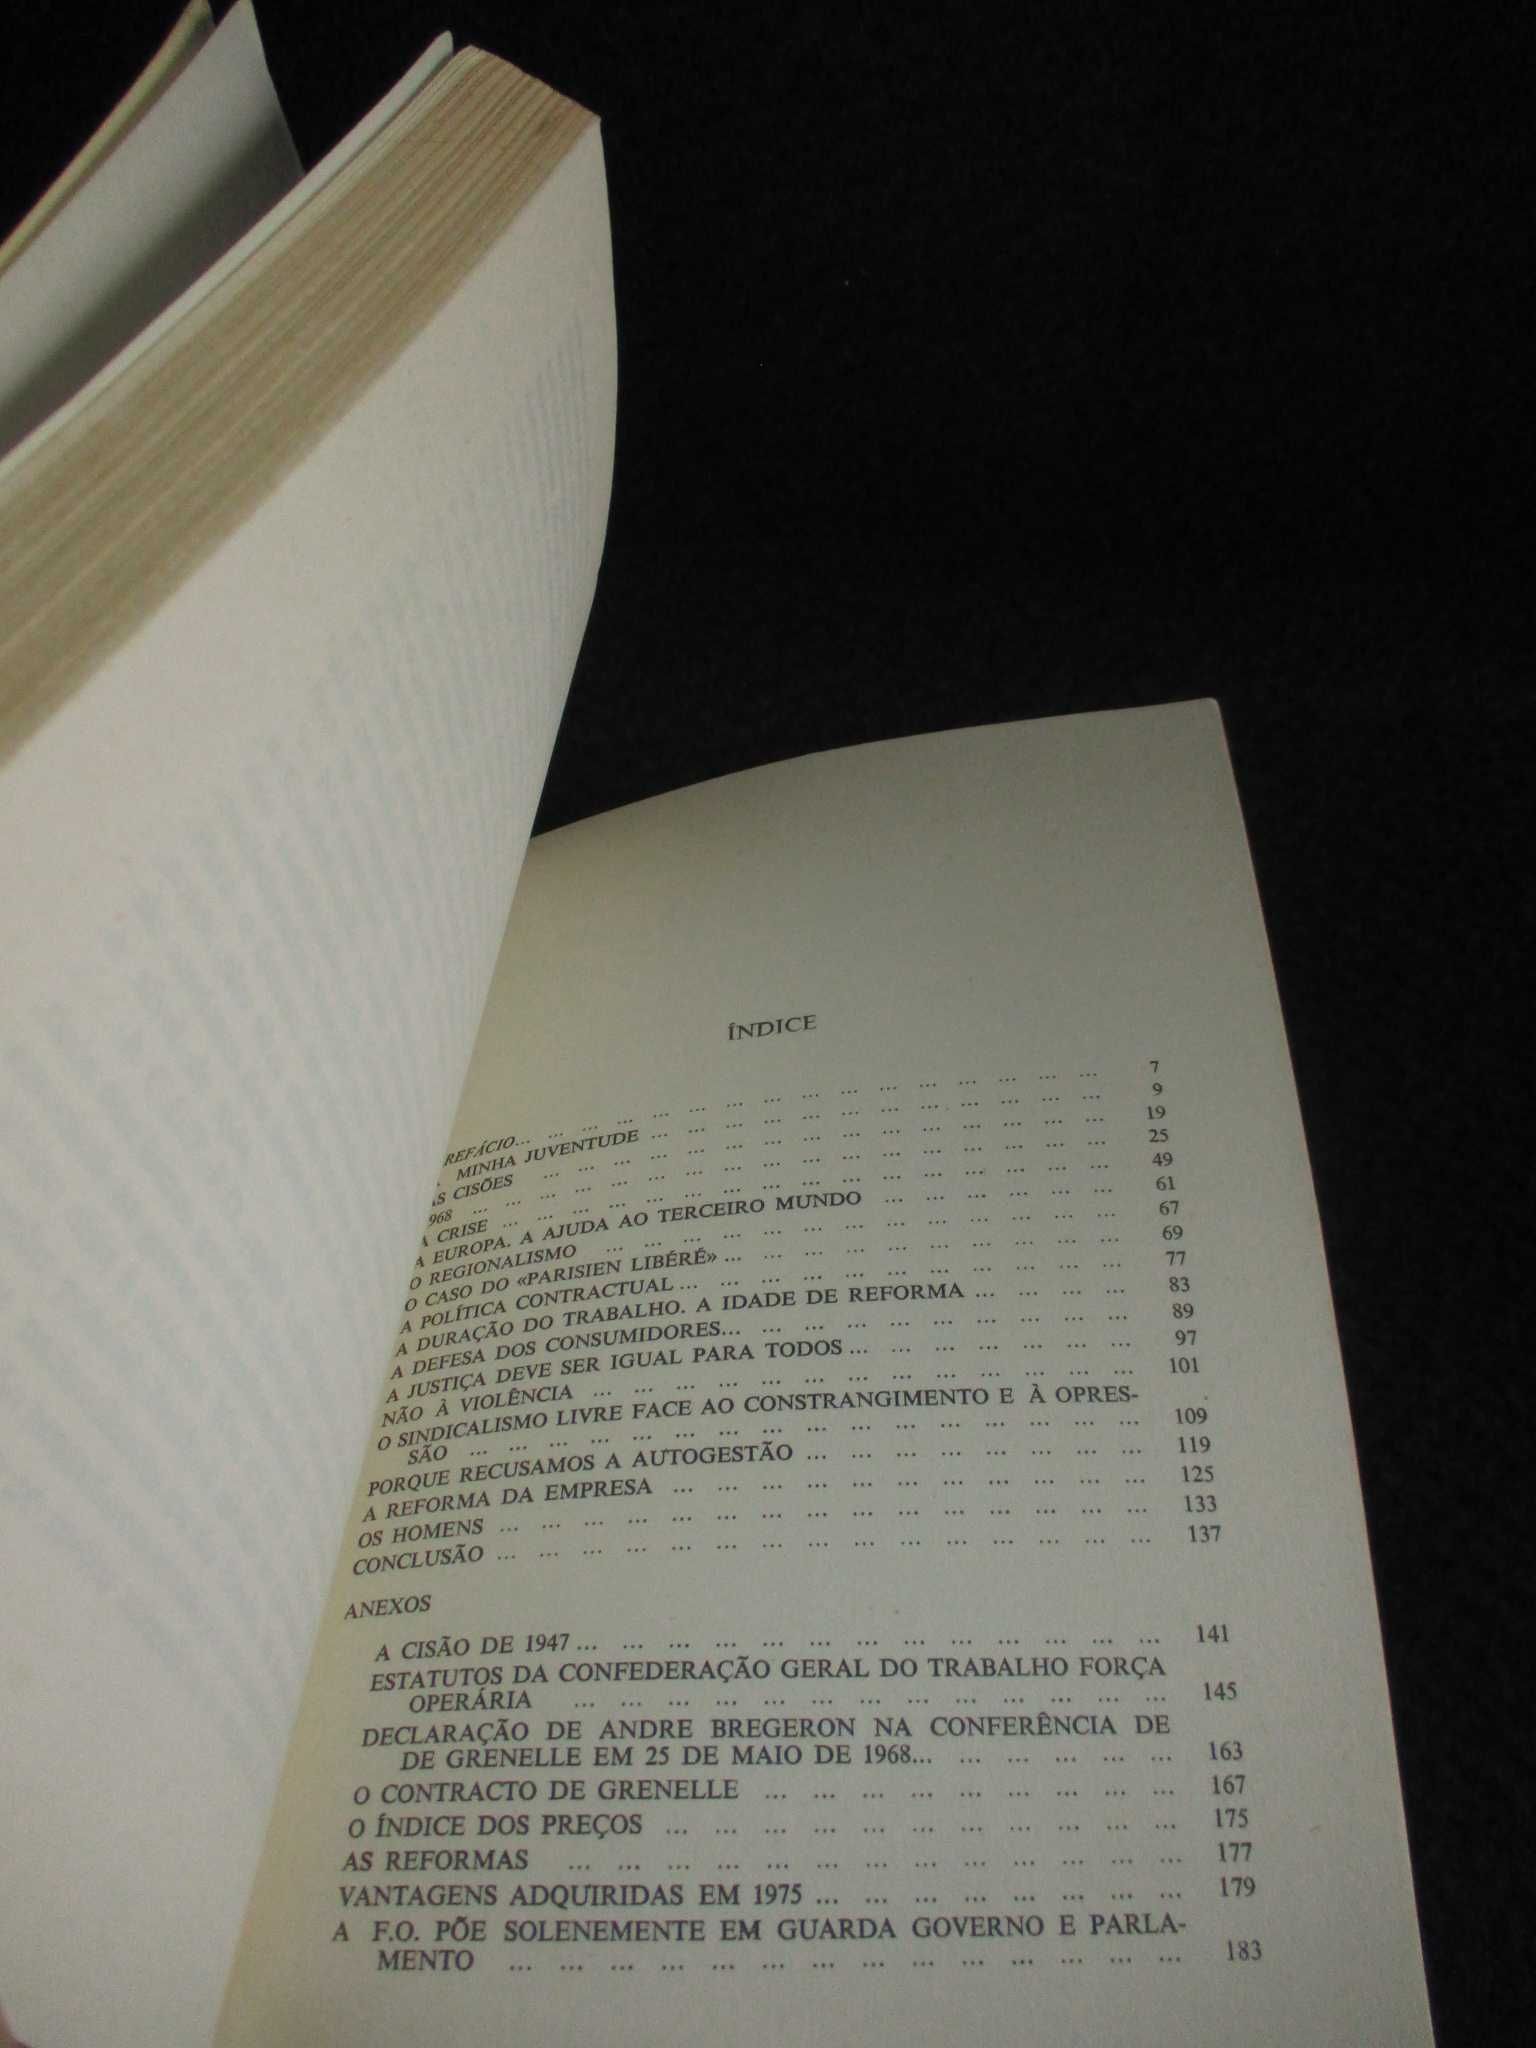 ÍNDICE
REFÁCIO... ... ... ... ... ... ... ... ... ... ... ... ... ... ... ... 7
MINHA JUVENTUDE ... ... ... ... ... ... ... ... ... ... ... ... 9
AS CISÕES ... ... ... ... ... ... ... ... ... ... ... ... ... ... ... 19
968 ... ... ... ... ... ... ... ... ... ... ... ... ... ... ... ... ... 25
A CRISE ... ... ... ... ... ... ... ... ... ... ... ... ... ... ... ... 49
A EUROPA. A AJUDA AO TERCEIRO MUNDO ... ... ... ... ... ... 61
O REGIONALISMO ... ... ... ... ... ... ... ... ... ... ... ... ... 67
O CASO DO «PARISIEN LIBÉRÉ» ... ... ... ... ... ... ... ... ... ... 69
A POLÍTICA CONTRACTUAL ... ... ... ... ... ... ... ... ... ... ... 77
A DURAÇÃO DO TRABALHO. A IDADE DE REFORMA ... ... ... ... 83
A DEFESA DOS CONSUMIDORES... ... ... ... ... ... ... ... ... ... 89
A JUSTIÇA DEVE SER IGUAL PARA TODOS ... ... ... ... ... ... ... 97
NÃO À VIOLÊNCIA ... ... ... ... ... ... ... ... ... ... ... ... ... 101
O SINDICALISMO LIVRE FACE AO CONSTRANGIMENTO E À OPRES-
SÃO ... ... ... ... ... ... ... ... ... ... ... ... ... ... ... ... 109
PORQUE RECUSAMOS A AUTOGESTÃO ... ... ... ... ... ... ... ... 119
A REFORMA DA EMPRESA ... ... ... ... ... ... ... ... ... ... ... 125
OS HOMENS ... ... ... ... ... ... ... ... ... ... ... ... ... ... ... 133
CONCLUSÃO ... ... ... ... ... ... ... ... ... ... ... ... ... ... ... 137
ANEXOS
A CISÃO DE 1947 ... ... ... ... ... ... ... ... ... ... ... ... ... 141
ESTATUTOS DA CONFEDERAÇÃO GERAL DO TRABALHO FORÇA
OPERÁRIA ... ... ... ... ... ... ... ... ... ... ... ... ... 145
DECLARAÇÃO DE ANDRE BREGERON NA CONFERÊNCIA DE
DE GRENELLE EM 25 DE MAIO DE 1968... ... ... ... ... ... 163
O CONTRACTO DE GRENELLE ... ... ... ... ... ... ... ... ... 167
O ÍNDICE DOS PREÇOS ... ... ... ... ... ... ... ... ... ... ... 175
AS REFORMAS ... ... ... ... ... ... ... ... ... ... ... ... ... 177
VANTAGENS ADQUIRIDAS EM 1975 ... ... ... ... ... ... ... ... 179
A F.O. PÕE SOLENEMENTE EM GUARDA GOVERNO E PARLA-
MENTO ... ... ... ... ... ... ... ... ... ... ... ... ... ... 183